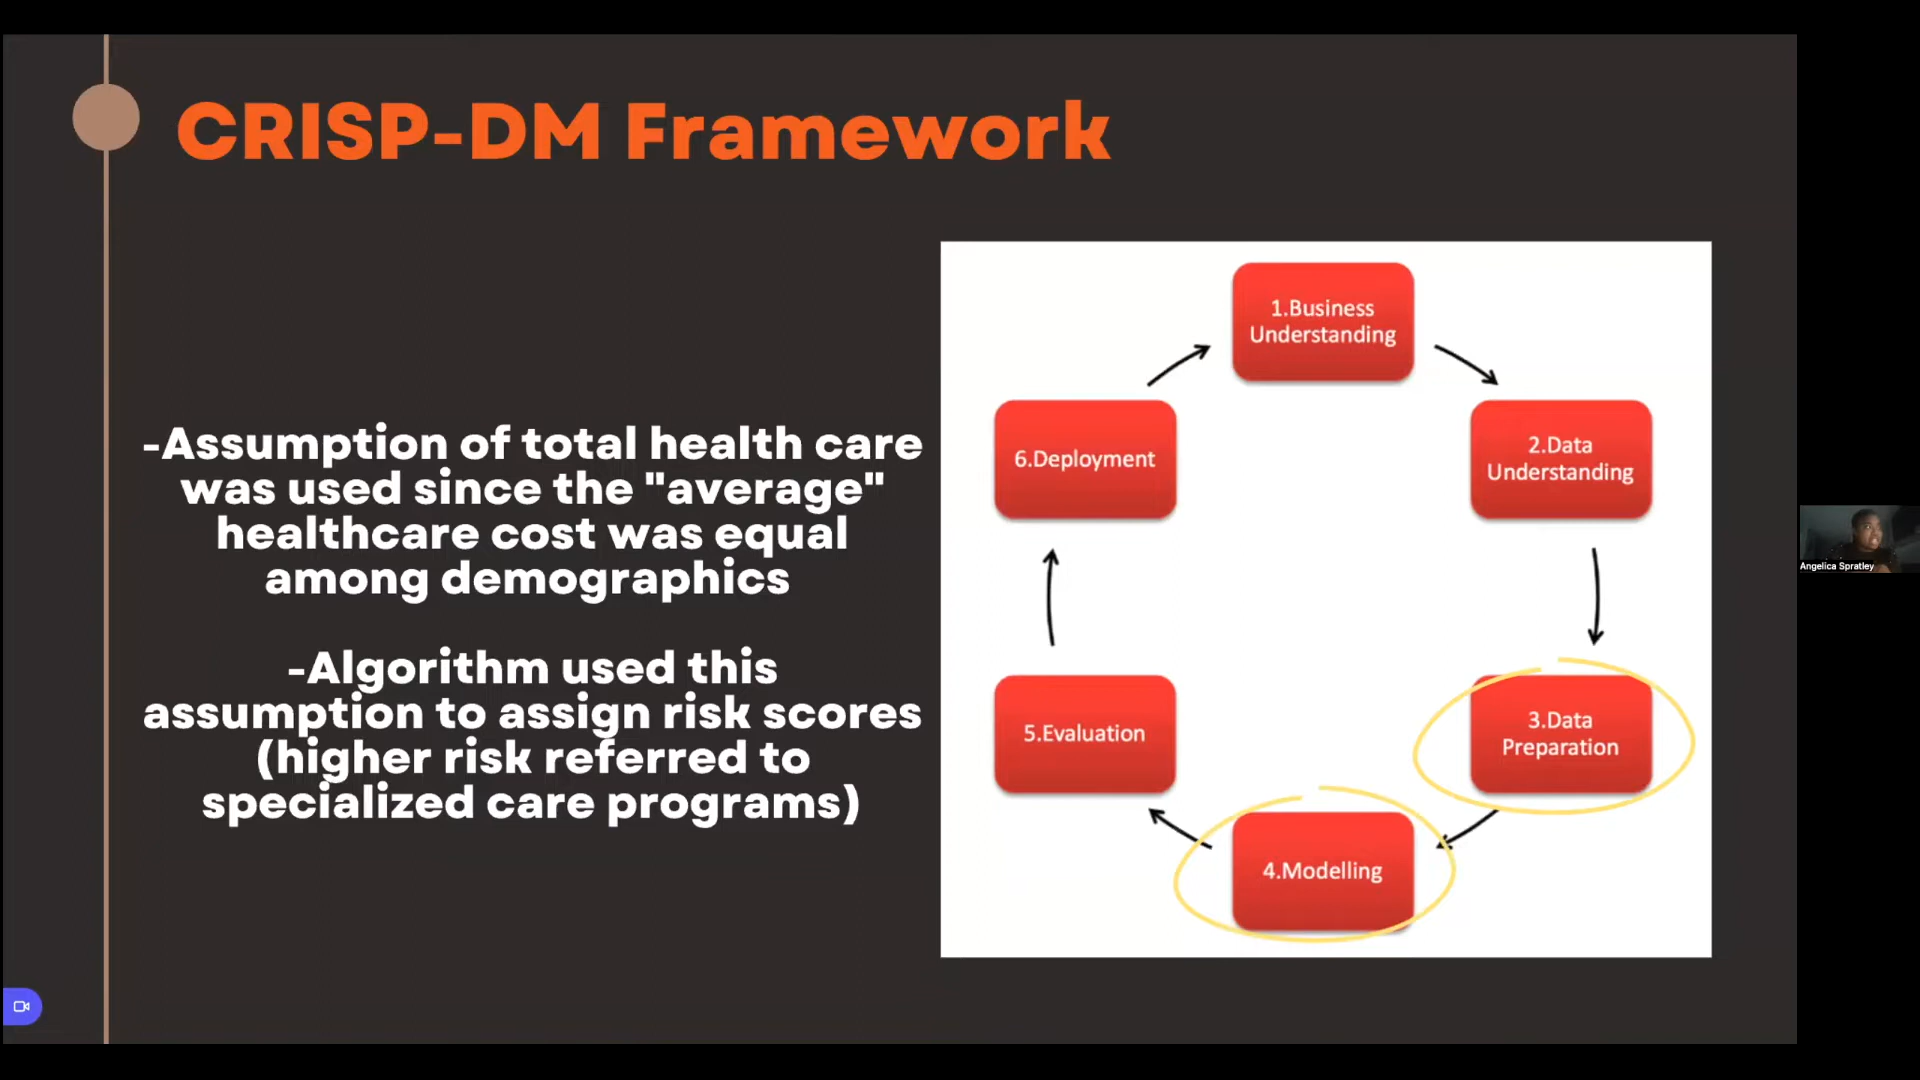 CRISP-DM Framework
-Assumption of total health care
was used since the "average"
healthcare cost was equal
among demographics
-Algorithm used this
assumption to assign risk scores
(higher risk referred to
specialized care programs)
1.Business
Understanding
2.Data
Understanding
3.Data
Preparation
4.Modelling
5.Evaluation
6.Deployment
Angelica Spratley